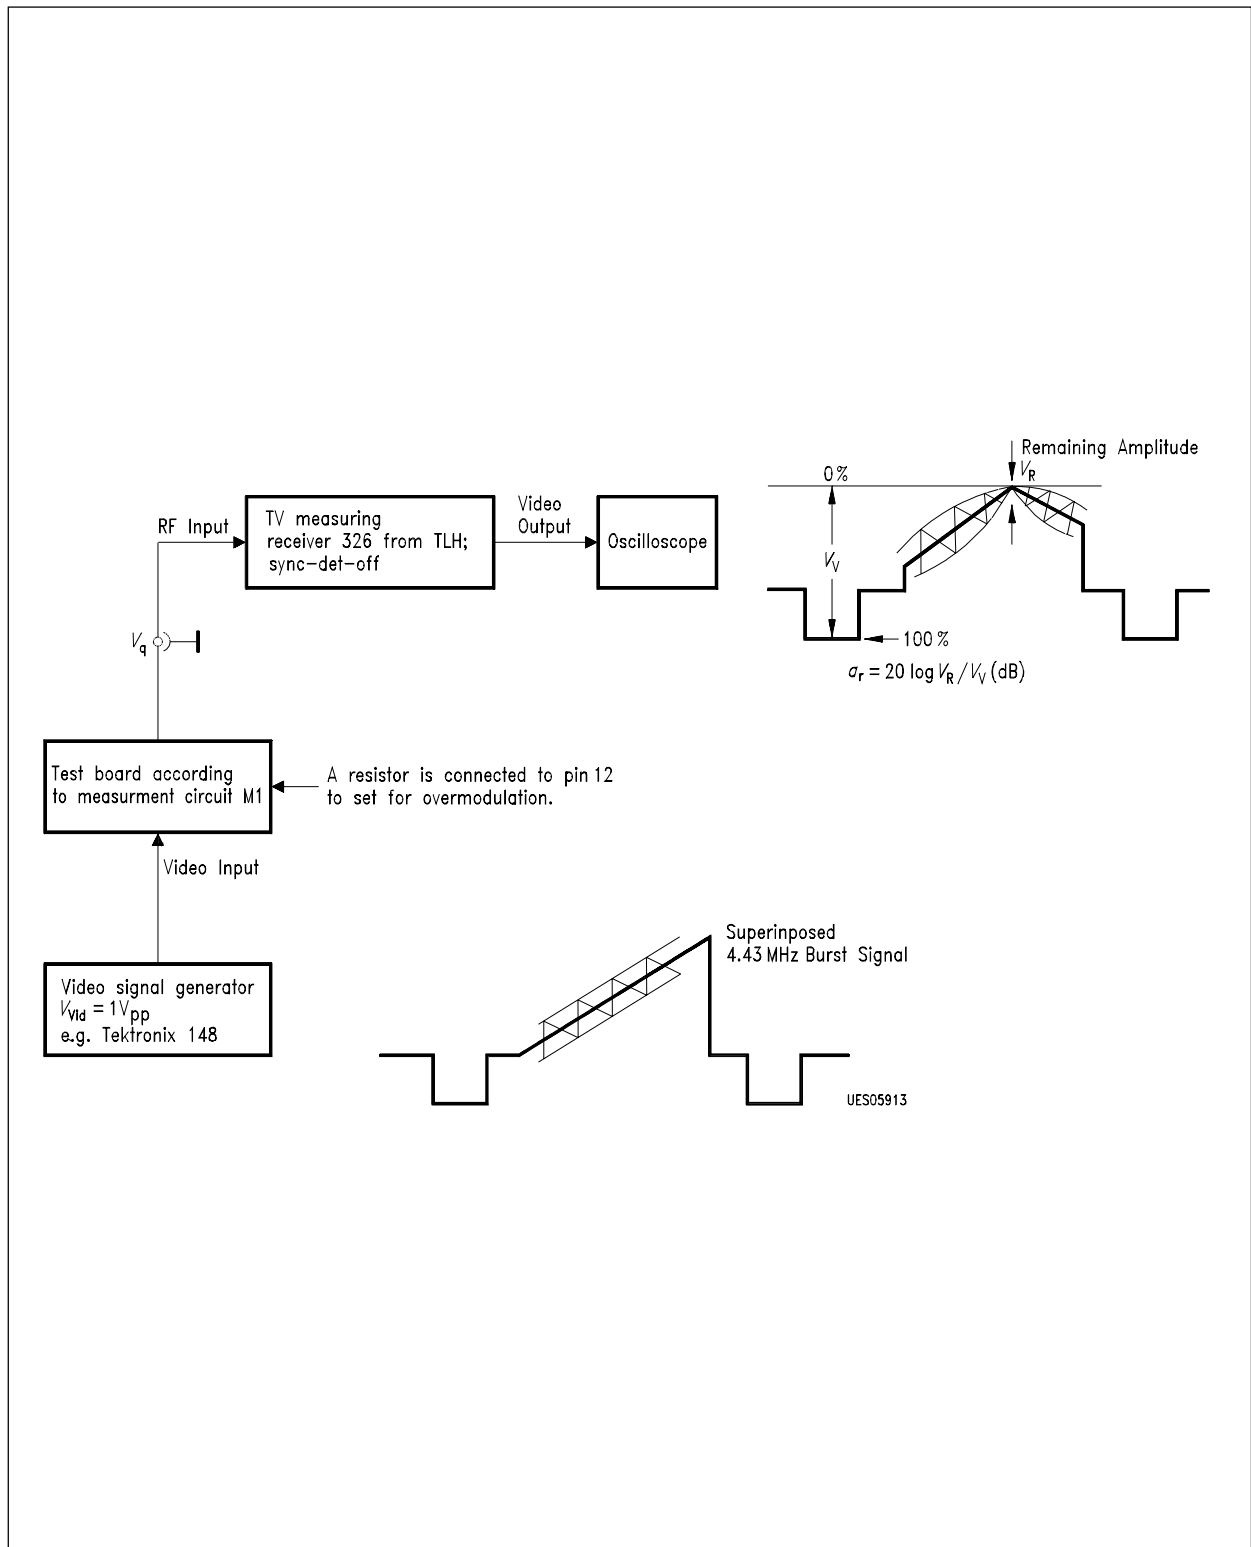 Remaining Amplitude
V_R
0%
Video
Output
RF Input
TV measuring
receiver 326 from TLH;
sync-det-off
Oscilloscope
V_V
100%
a_r = 20 log V_R / V_V (dB)
V_q
Test board according
to measurment circuit M1
A resistor is connected to pin 12
to set for overmodulation.
Video Input
Superinposed
4.43 MHz Burst Signal
Video signal generator
V_Vid = 1V_pp
e.g. Tektronix 148
UES05913